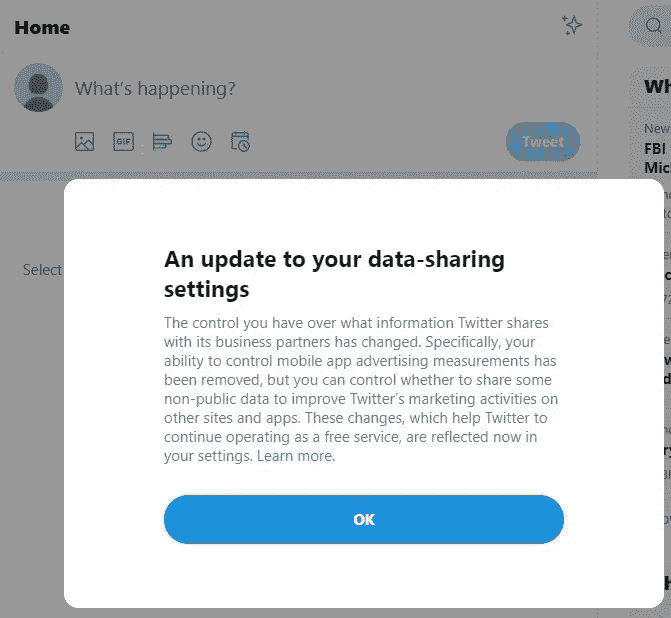 Home
What's happening?
GIF
Tweet
Wh
New
FBI
Mic
Select
An update to your data-sharing
settings
The control you have over what information Twitter shares
with its business partners has changed. Specifically, your
ability to control mobile app advertising measurements has
been removed, but you can control whether to share some
non-public data to improve Twitter's marketing activities on
other sites and apps. These changes, which help Twitter to
continue operating as a free service, are reflected now in
your settings. Learn more.
OK